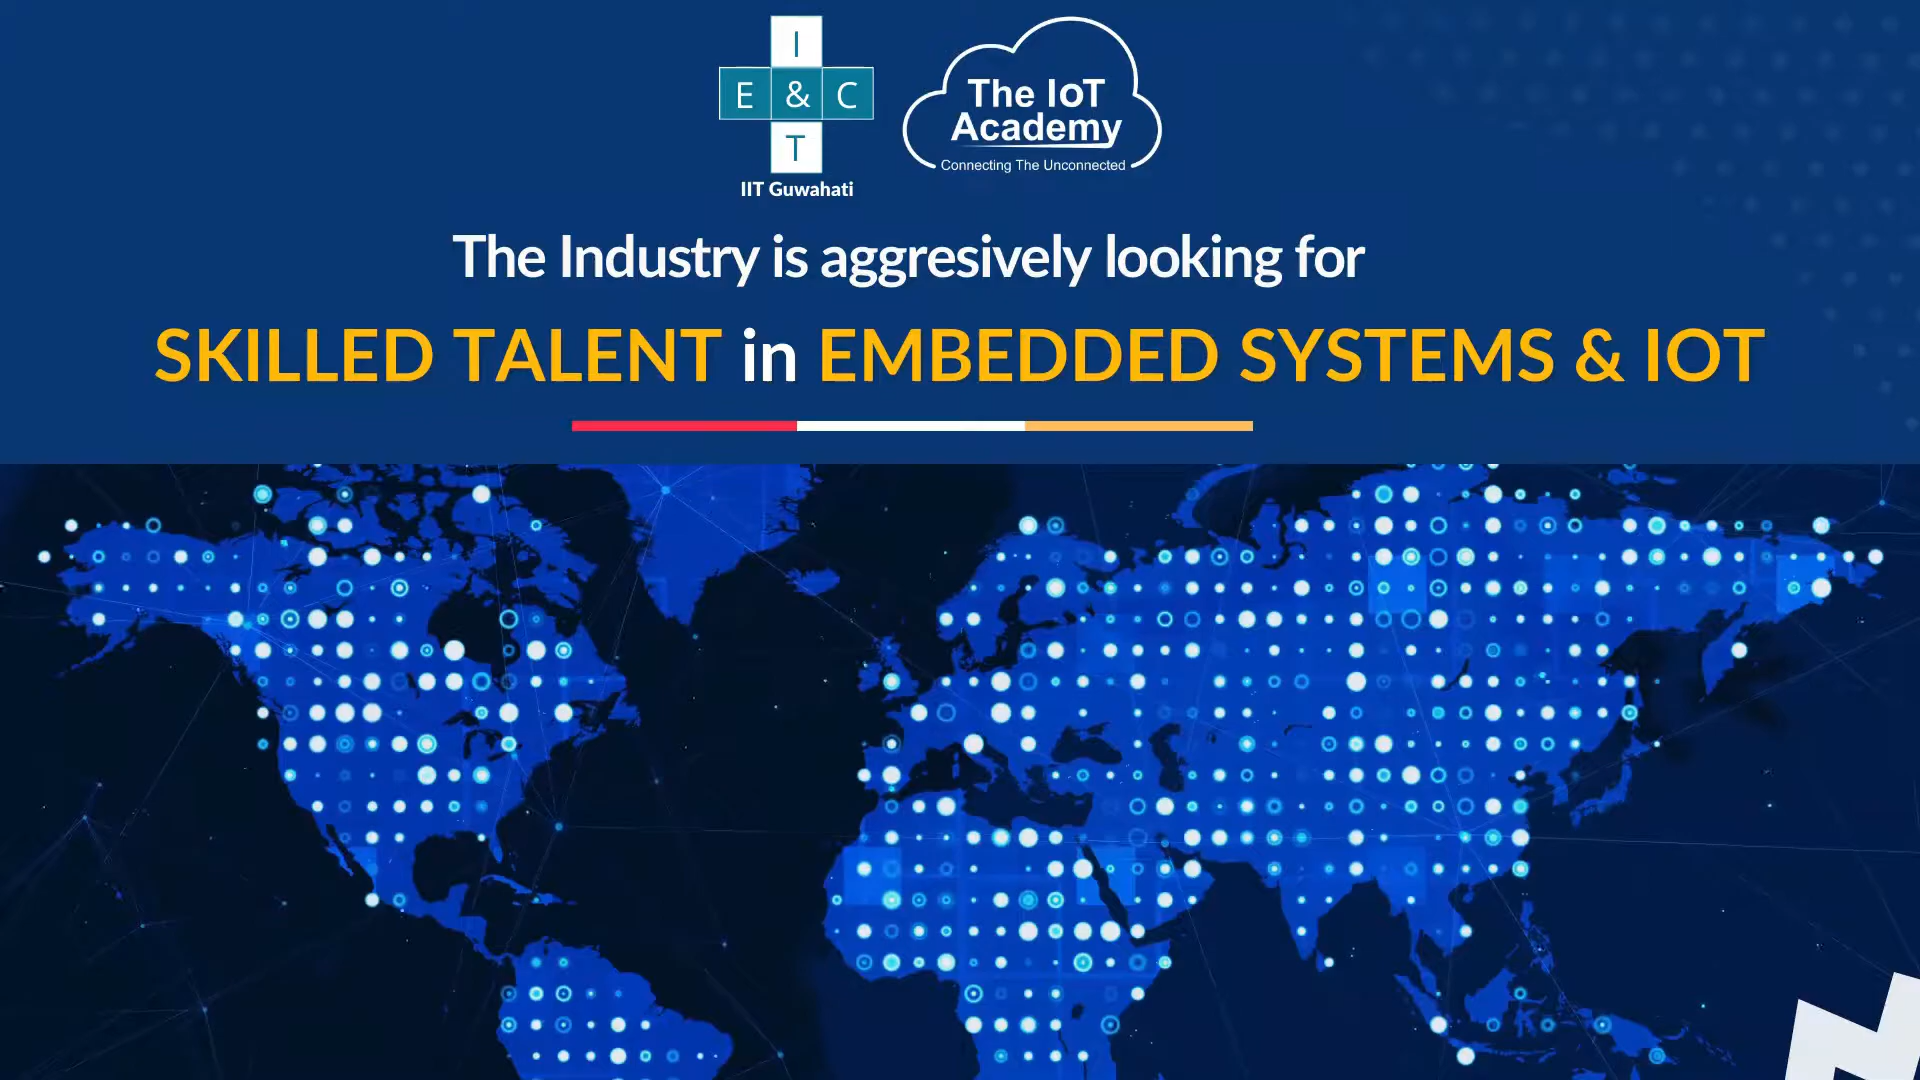 I
E & C
T
IIT Guwahati
The IoT
Academy
Connecting The Unconnected
The Industry is aggresively looking for
SKILLED TALENT in EMBEDDED SYSTEMS & IOT